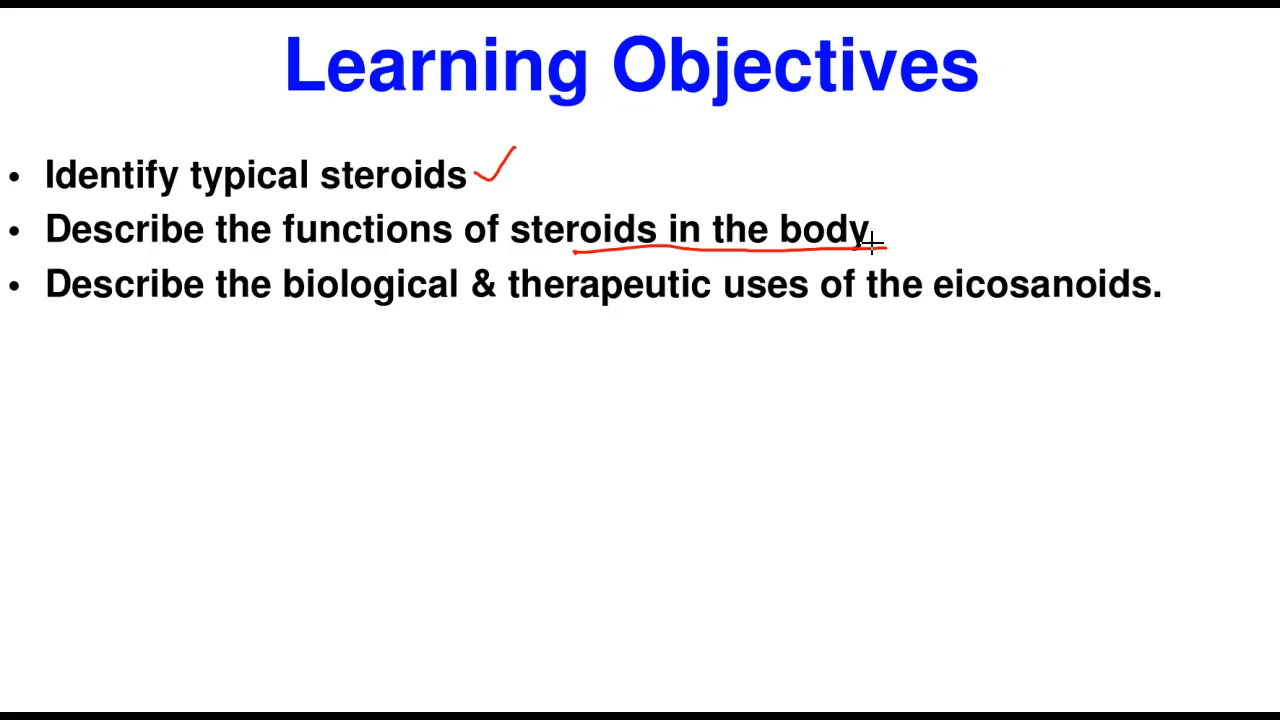 Learning Objectives
• Identify typical steroids
• Describe the functions of steroids in the body
• Describe the biological & therapeutic uses of the eicosanoids.